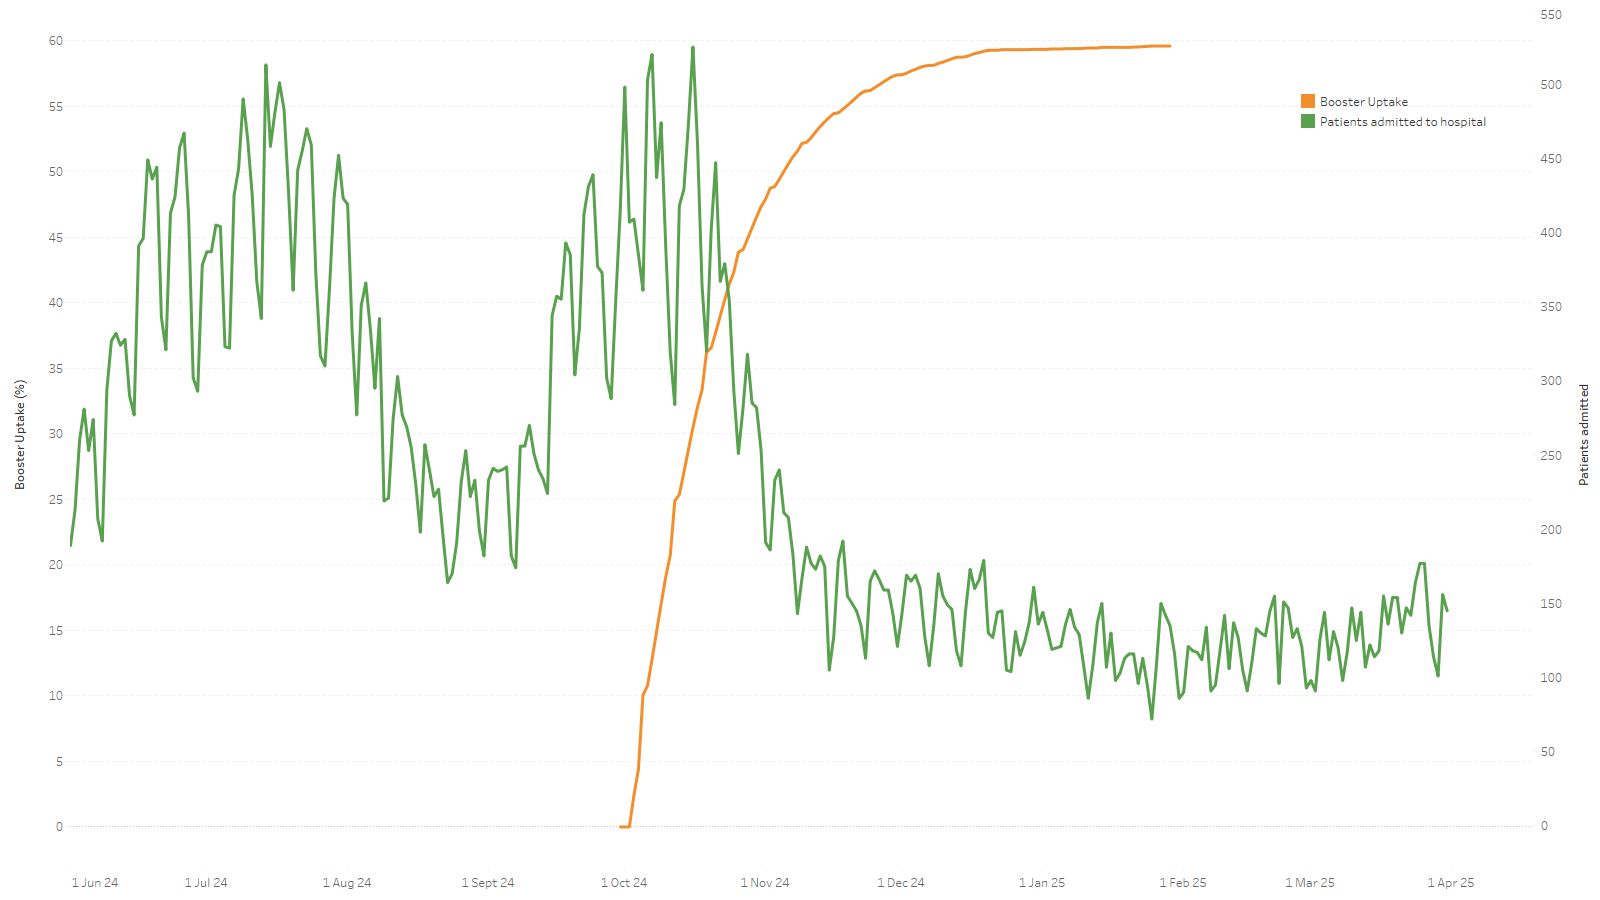 550
60
500
Booster Uptake
Patients admitted to hospital
55
450
50
400
45
350
40
300
35
Booster Uptake (%)
Patients admitted
30
250
25
200
20
150
15
100
10
50
5
0
0
1 Jun 24
1 Jul 24
1 Aug 24
1 Sept 24
1 Oct 24
1 Nov 24
1 Dec 24
1 Jan 25
1 Feb 25
1 Mar 25
1 Apr 25